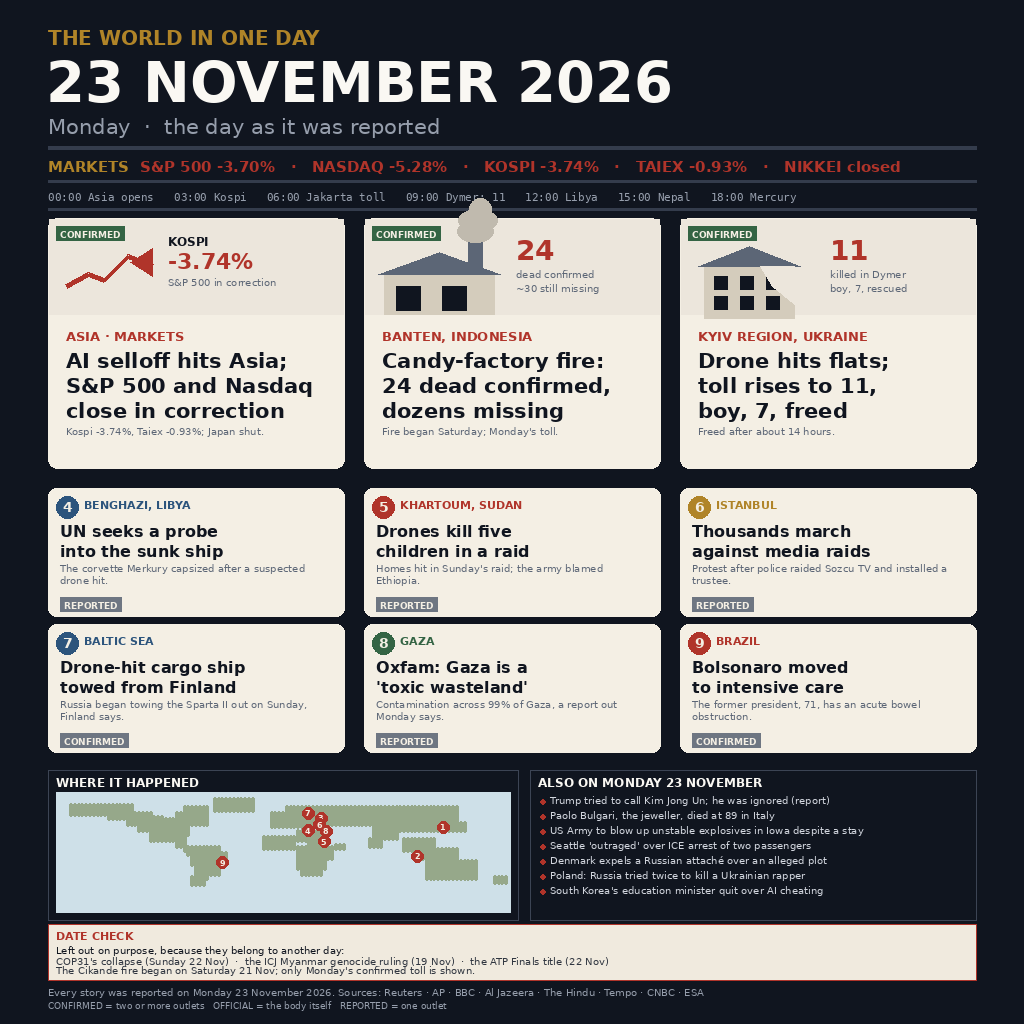 THE WORLD IN ONE DAY
23 NOVEMBER 2026
Monday · the day as it was reported
MARKETS S&P 500 -3.70% · NASDAQ -5.28% · KOSPI -3.74% · TAIEX -0.93% · NIKKEI closed
00:00 Asia opens 03:00 Kospi 06:00 Jakarta toll 09:00 Dymer: 11 12:00 Libya 15:00 Nepal 18:00 Mercury
CONFIRMED
KOSPI
-3.74%
S&P 500 in correction
ASIA · MARKETS
AI selloff hits Asia;
S&P 500 and Nasdaq
close in correction
Kospi -3.74%, Taiex -0.93%; Japan shut.
CONFIRMED
24
dead confirmed
~30 still missing
BANTEN, INDONESIA
Candy-factory fire:
24 dead confirmed,
dozens missing
Fire began Saturday; Monday's toll.
CONFIRMED
11
killed in Dymer
boy, 7, rescued
KYIV REGION, UKRAINE
Drone hits flats;
toll rises to 11,
boy, 7, freed
Freed after about 14 hours.
4 BENGHAZI, LIBYA
UN seeks a probe
into the sunk ship
The corvette Merkury capsized after a suspected
drone hit.
REPORTED
5 KHARTOUM, SUDAN
Drones kill five
children in a raid
Homes hit in Sunday's raid; the army blamed
Ethiopia.
REPORTED
6 ISTANBUL
Thousands march
against media raids
Protest after police raided Sozcu TV and installed a
trustee.
REPORTED
7 BALTIC SEA
Drone-hit cargo ship
towed from Finland
Russia began towing the Sparta II out on Sunday,
Finland says.
CONFIRMED
8 GAZA
Oxfam: Gaza is a
'toxic wasteland'
Contamination across 99% of Gaza, a report out
Monday says.
REPORTED
9 BRAZIL
Bolsonaro moved
to intensive care
The former president, 71, has an acute bowel
obstruction.
CONFIRMED
WHERE IT HAPPENED
7
3
6
4
8
1
5
2
9
ALSO ON MONDAY 23 NOVEMBER
◆ Trump tried to call Kim Jong Un; he was ignored (report)
◆ Paolo Bulgari, the jeweller, died at 89 in Italy
◆ US Army to blow up unstable explosives in Iowa despite a stay
◆ Seattle 'outraged' over ICE arrest of two passengers
◆ Denmark expels a Russian attaché over an alleged plot
◆ Poland: Russia tried twice to kill a Ukrainian rapper
◆ South Korea's education minister quit over AI cheating
DATE CHECK
Left out on purpose, because they belong to another day:
COP31's collapse (Sunday 22 Nov) · the ICJ Myanmar genocide ruling (19 Nov) · the ATP Finals title (22 Nov)
The Cikande fire began on Saturday 21 Nov; only Monday's confirmed toll is shown.
Every story was reported on Monday 23 November 2026. Sources: Reuters · AP · BBC · Al Jazeera · The Hindu · Tempo · CNBC · ESA
CONFIRMED = two or more outlets OFFICIAL = the body itself REPORTED = one outlet